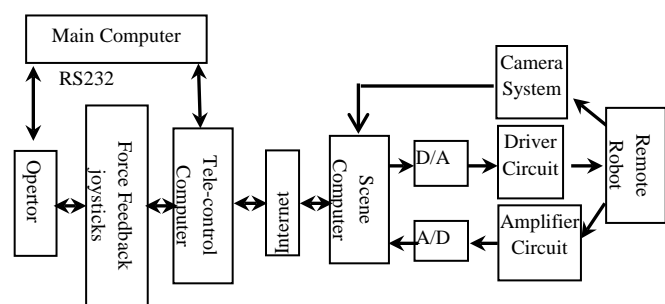 Main Computer
RS232
Opertor
Force Feedback
joysticks
Tele-control
Computer
Internet
Scene
Computer
Camera
System
D/A
Driver
Circuit
A/D
Amplifier
Circuit
Remote
Robot